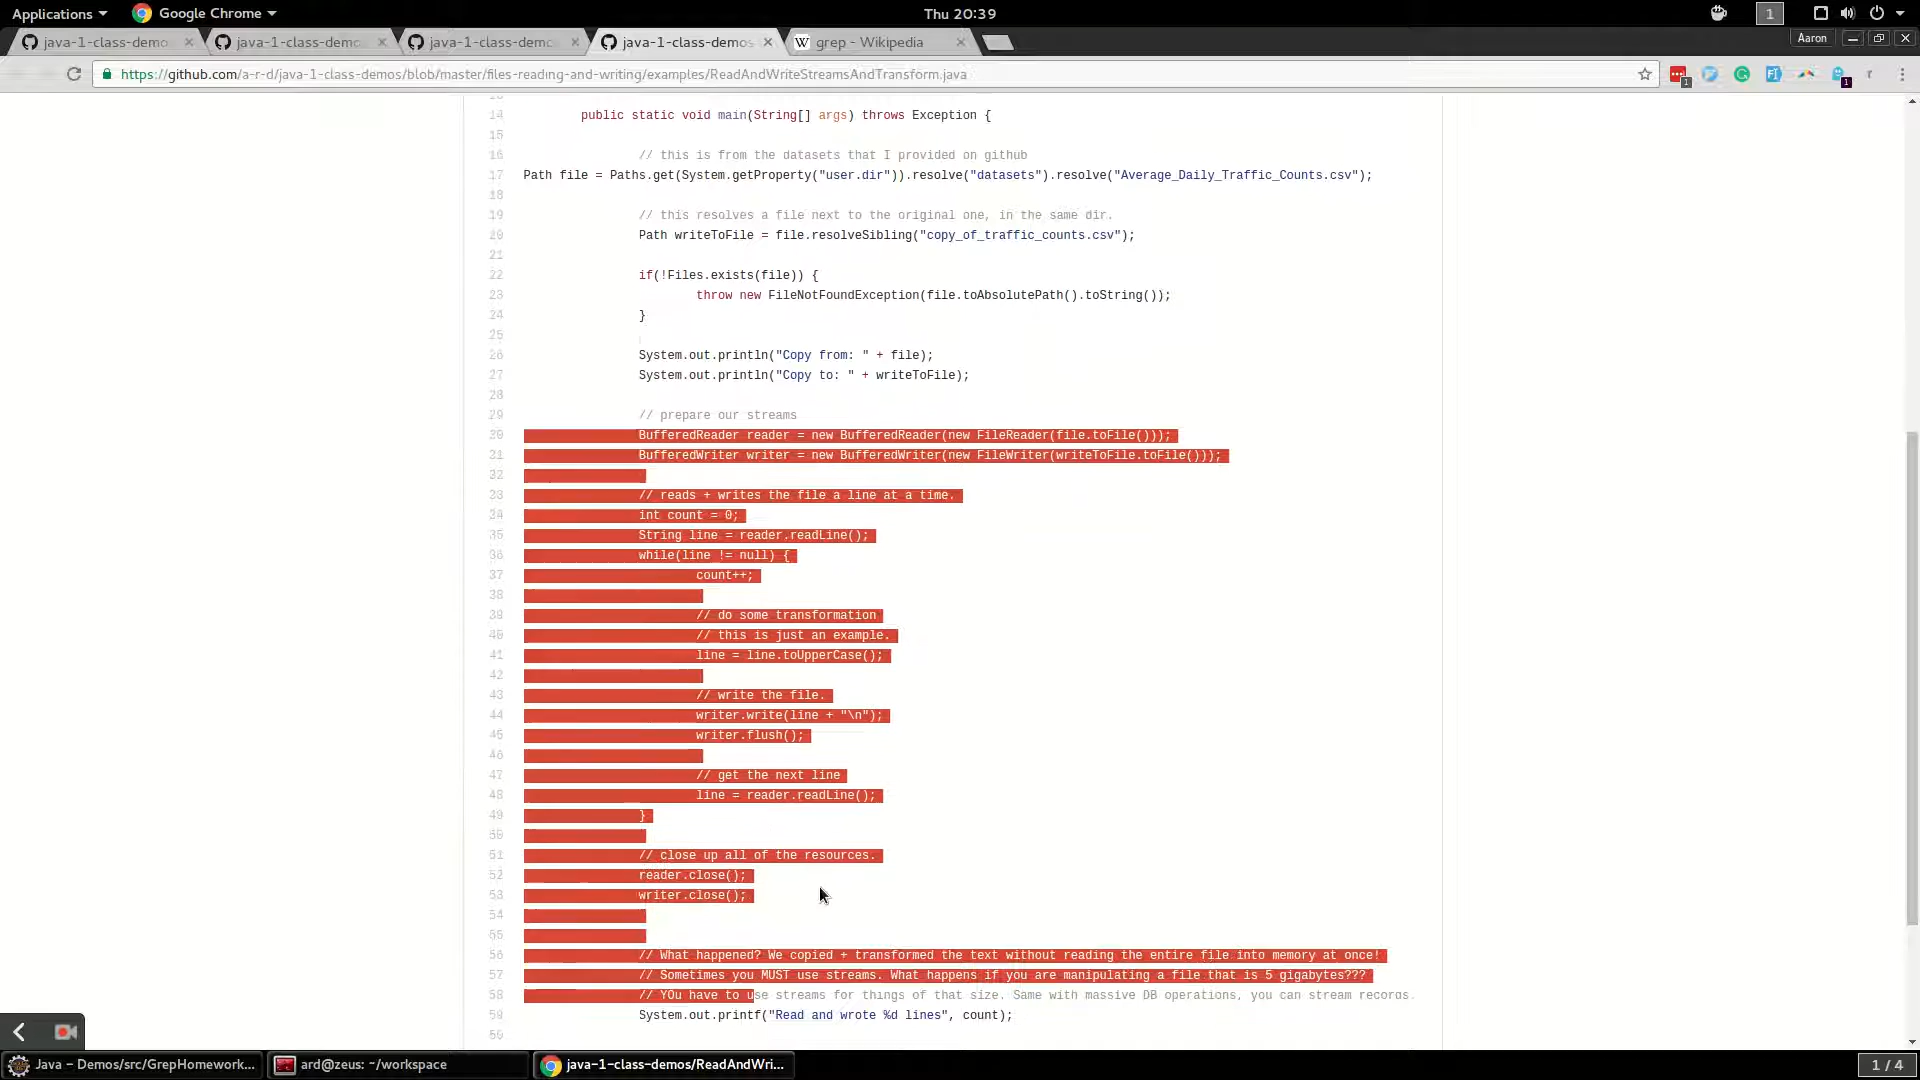 Applications Google Chrome Thu 20:39 1
java-1-class-demo java-1-class-demo java-1-class-demo java-1-class-demos grep - Wikipedia Aaron
https://github.com/a-r-d/java-1-class-demos/blob/master/files-reading-and-writing/examples/ReadAndWriteStreamsAndTransform.java
14 public static void main(String[] args) throws Exception {
15
16 // this is from the datasets that I provided on github
17 Path file = Paths.get(System.getProperty("user.dir")).resolve("datasets").resolve("Average_Daily_Traffic_Counts.csv");
18
19 // this resolves a file next to the original one, in the same dir.
20 Path writeToFile = file.resolveSibling("copy_of_traffic_counts.csv");
21
22 if(!Files.exists(file)) {
23 throw new FileNotFoundException(file.toAbsolutePath().toString());
24 }
25
26 System.out.println("Copy from: " + file);
27 System.out.println("Copy to: " + writeToFile);
28
29 // prepare our streams
30 BufferedReader reader = new BufferedReader(new FileReader(file.toFile()));
31 BufferedWriter writer = new BufferedWriter(new FileWriter(writeToFile.toFile()));
32
33 // reads + writes the file a line at a time.
34 int count = 0;
35 String line = reader.readLine();
36 while(line != null) {
37 count++;
38
39 // do some transformation
40 // this is just an example.
41 line = line.toUpperCase();
42
43 // write the file.
44 writer.write(line + "\n");
45 writer.flush();
46
47 // get the next line
48 line = reader.readLine();
49 }
50
51 // close up all of the resources.
52 reader.close();
53 writer.close();
54
55
56 // What happened? We copied + transformed the text without reading the entire file into memory at once!
57 // Sometimes you MUST use streams. What happens if you are manipulating a file that is 5 gigabytes???
58 // YOu have to use streams for things of that size. Same with massive DB operations, you can stream records.
59 System.out.printf("Read and wrote %d lines", count);
60
Java - Demos/src/GrepHomework... ard@zeus: ~/workspace java-1-class-demos/ReadAndWri... 1 / 4